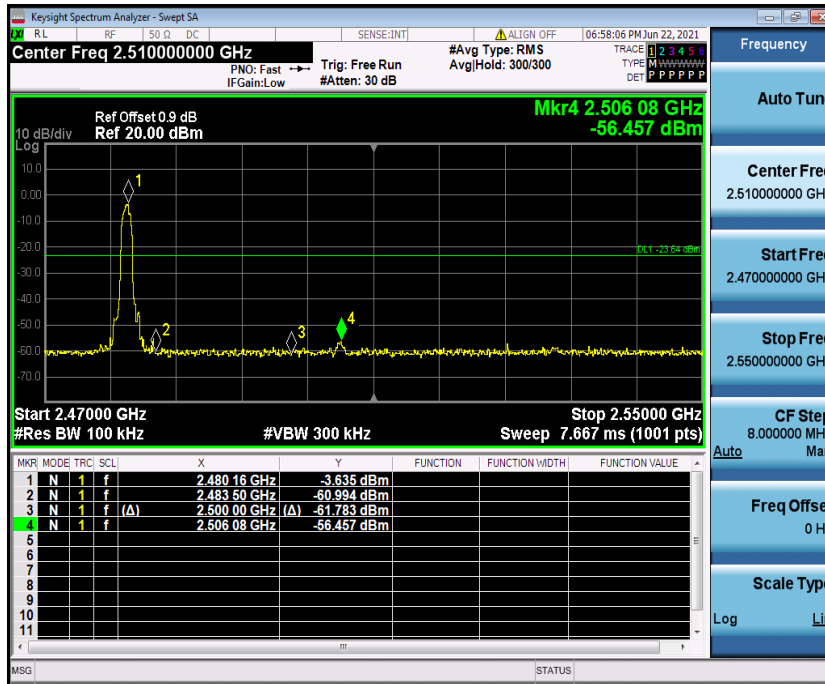 Keysight Spectrum Analyzer - Swept SA
LXI RL RF 50 Ω DC SENSE:INT ALIGN OFF 06:58:06 PM Jun 22, 2021
Center Freq 2.510000000 GHz
PNO: Fast
IFGain:Low
Trig: Free Run
#Atten: 30 dB
#Avg Type: RMS
Avg|Hold: 300/300
TRACE 1 2 3 4 5 6
TYPE M WWWWW
DET P P P P P P
Mkr4 2.506 08 GHz
-56.457 dBm
Ref Offset 0.9 dB
10 dB/div Ref 20.00 dBm
Log
10.0
0.00
-10.0
-20.0
-30.0
-40.0
-50.0
-60.0
-70.0
1
2
3
4
DL1 -23.64 dBm
Start 2.47000 GHz Stop 2.55000 GHz
#Res BW 100 kHz #VBW 300 kHz Sweep 7.667 ms (1001 pts)
MKR MODE TRC SCL X Y FUNCTION FUNCTION WIDTH FUNCTION VALUE
1 N 1 f 2.480 16 GHz -3.635 dBm
2 N 1 f 2.483 50 GHz -60.994 dBm
3 N 1 f (Δ) 2.500 00 GHz (Δ) -61.783 dBm
4 N 1 f 2.506 08 GHz -56.457 dBm
5
6
7
8
9
10
11
MSG STATUS
Frequency
Auto Tun
Center Fre
2.510000000 GH
Start Fre
2.470000000 GH
Stop Fre
2.550000000 GH
CF Step
8.000000 MH
Auto Ma
Freq Offse
0 H
Scale Type
Log Li